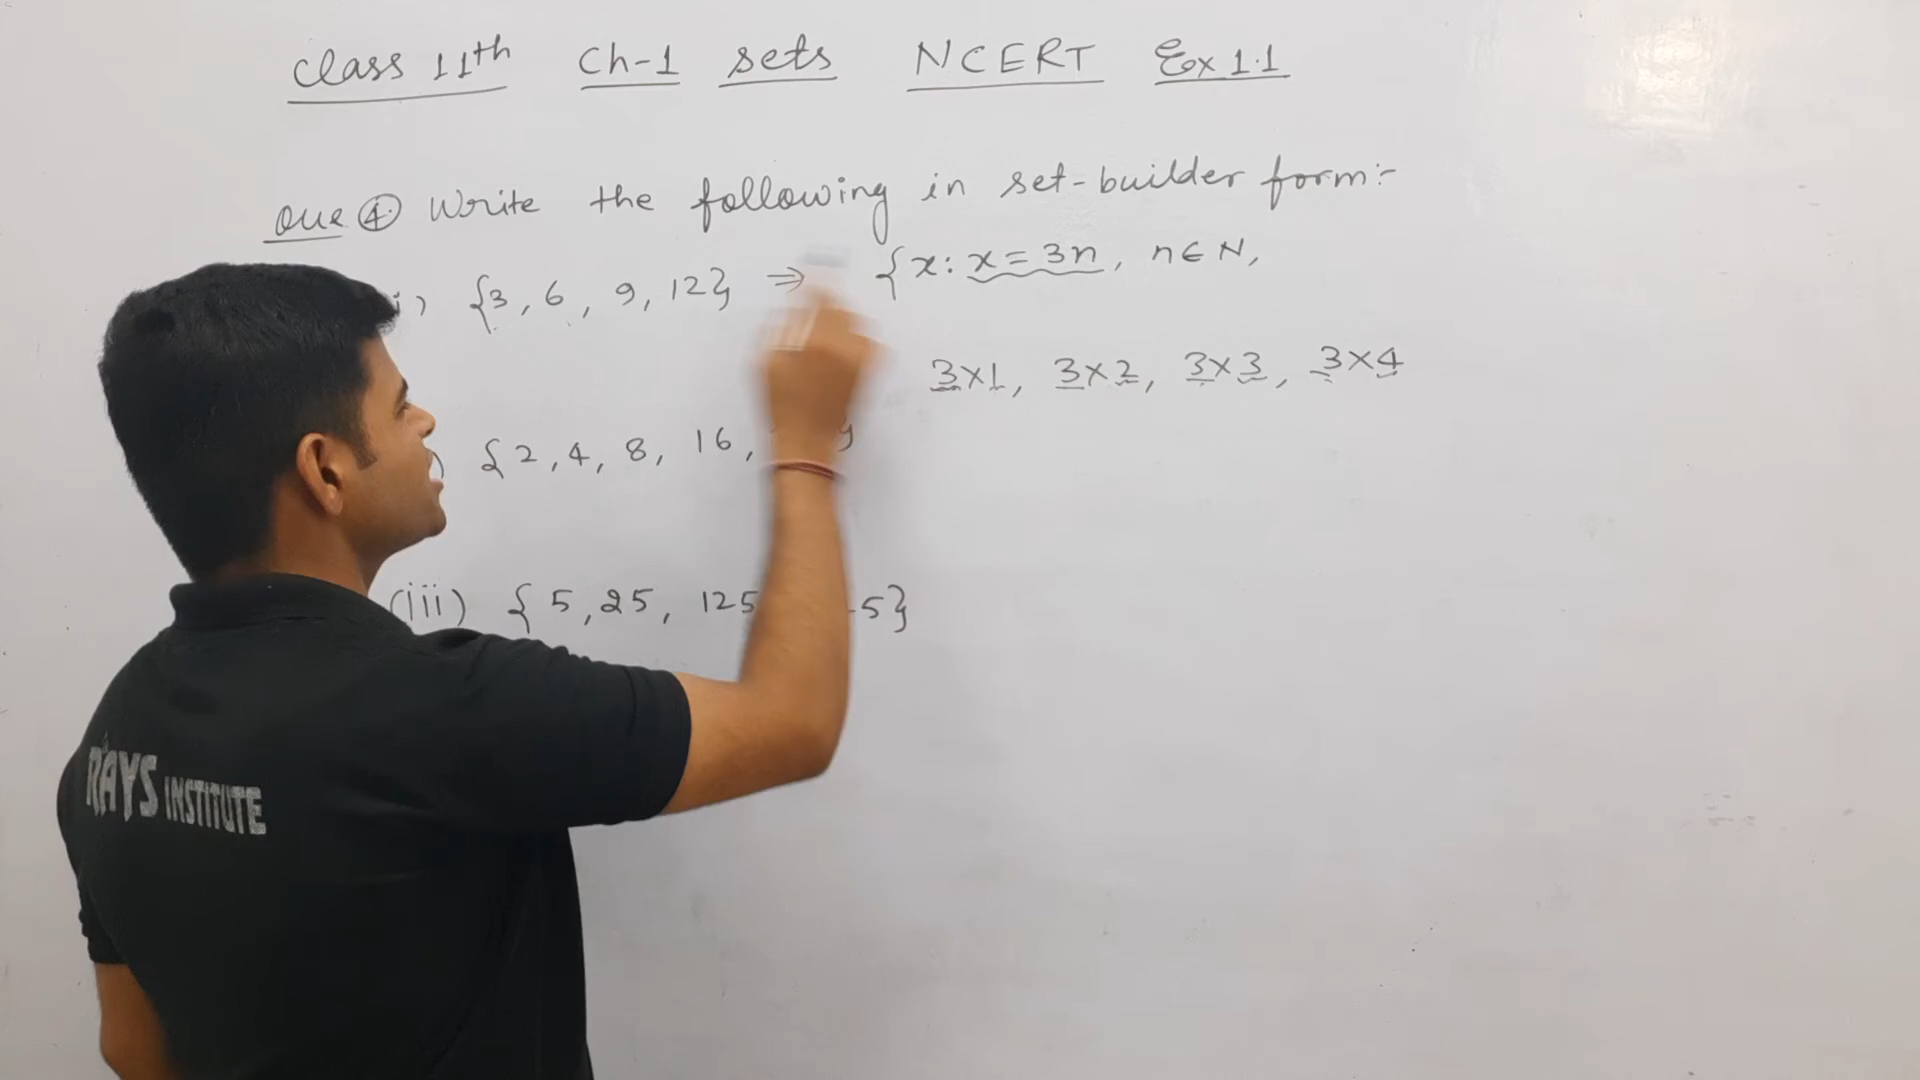 class 11th Ch-1 sets NCERT Ex 1.1
Que ④ Write the following in set-builder form:-
i) {3, 6, 9, 12} ⇒ {x: x = 3n, n ∈ N,
3×1, 3×2, 3×3, 3×4
) {2, 4, 8, 16,
(iii) {5, 25, 125 5}
RAYS INSTITUTE